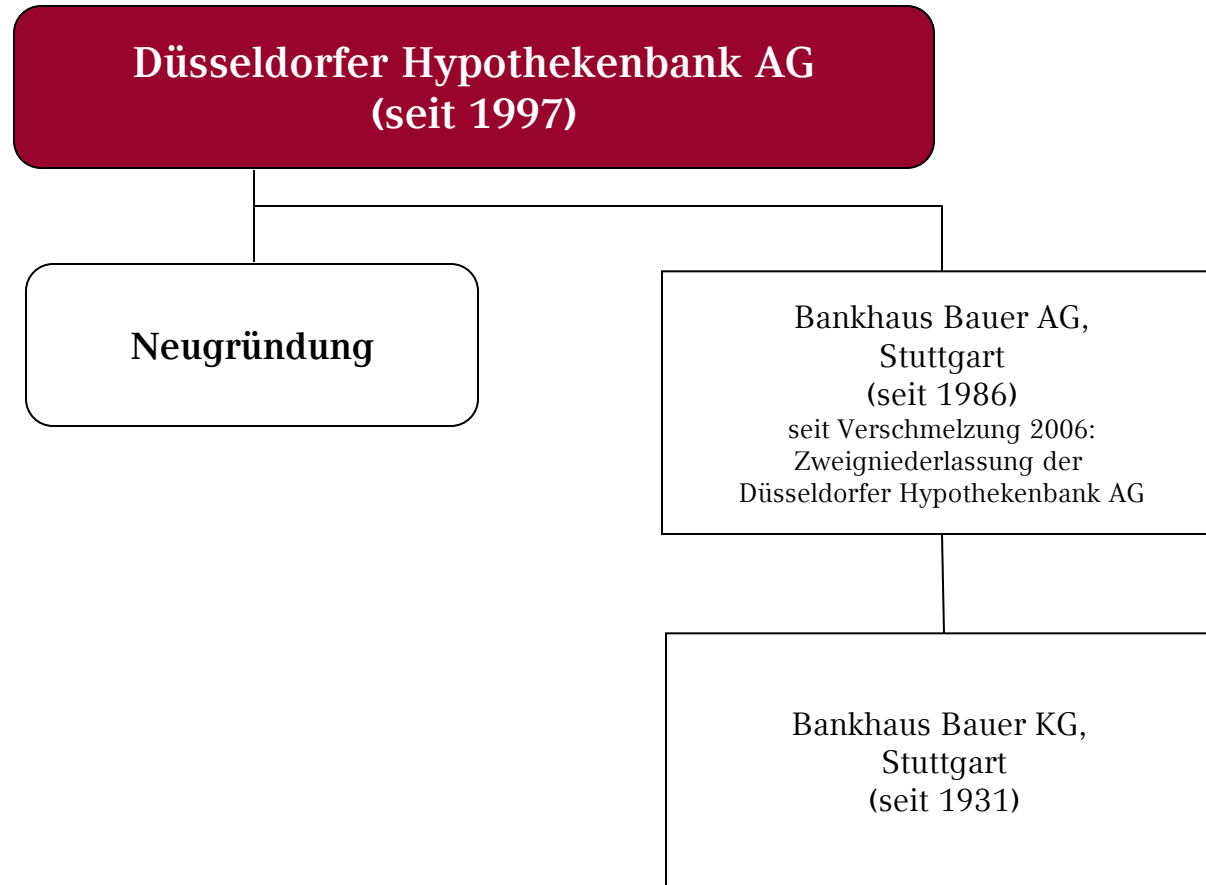 Düsseldorfer Hypothekenbank AG
(seit 1997)
Neugründung
Bankhaus Bauer AG,
Stuttgart
(seit 1986)
seit Verschmelzung 2006:
Zweigniederlassung der
Düsseldorfer Hypothekenbank AG
Bankhaus Bauer KG,
Stuttgart
(seit 1931)